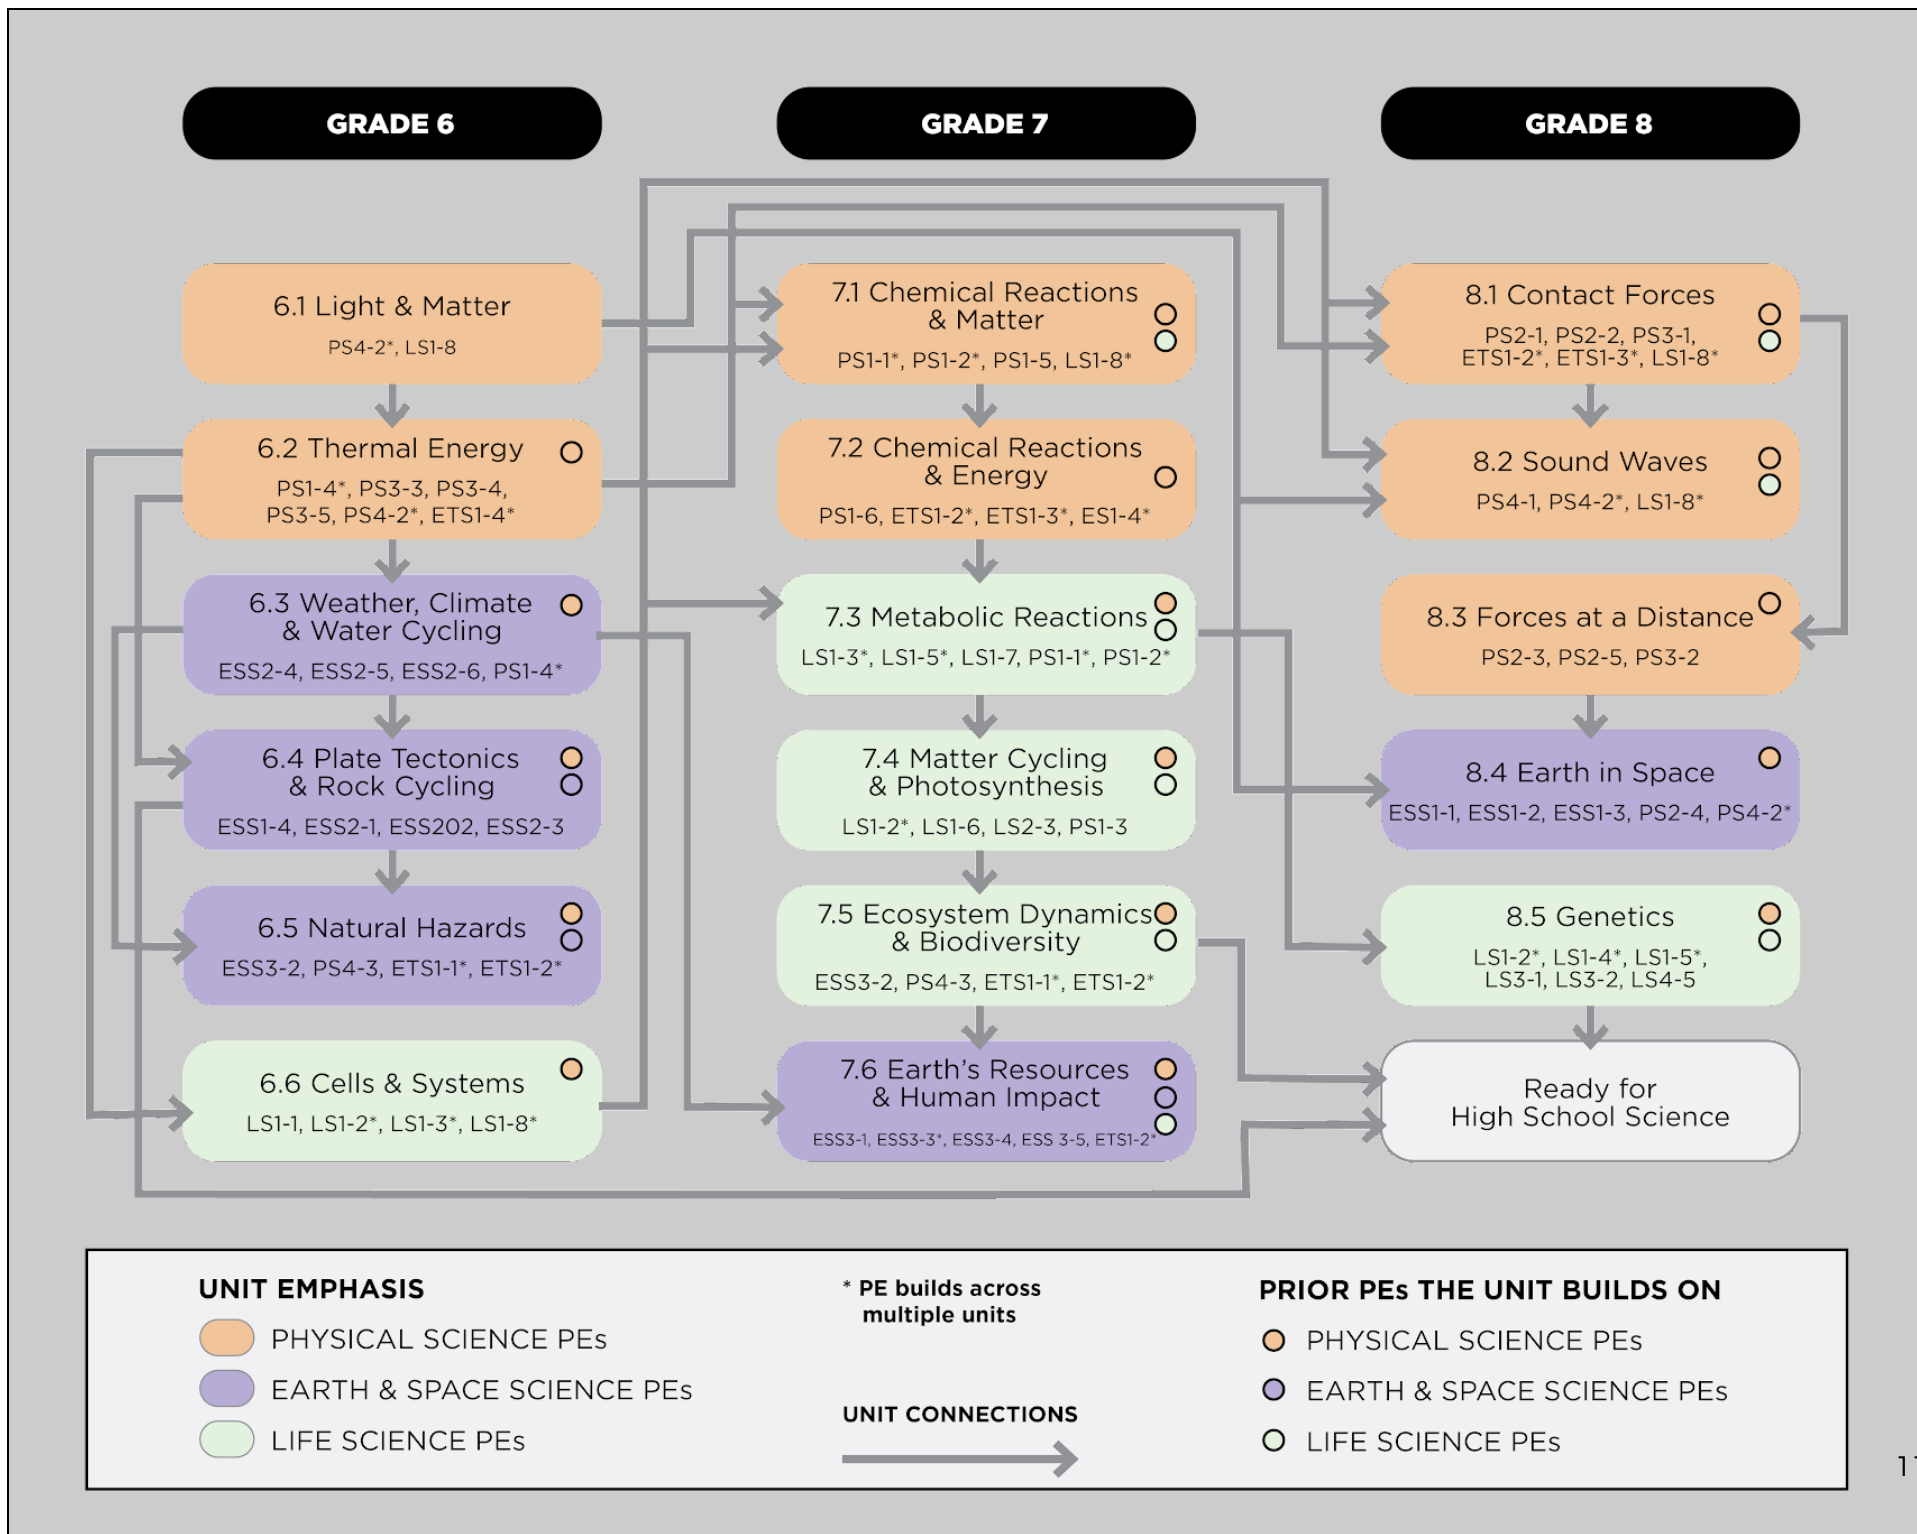 GRADE 6
6.1 Light & Matter
PS4-2*, LS1-8
6.2 Thermal Energy
PS1-4*, PS3-3, PS3-4,
PS3-5, PS4-2*, ETS1-4*
6.3 Weather, Climate
& Water Cycling
ESS2-4, ESS2-5, ESS2-6, PS1-4*
6.4 Plate Tectonics
& Rock Cycling
ESS1-4, ESS2-1, ESS202, ESS2-3
6.5 Natural Hazards
ESS3-2, PS4-3, ETS1-1*, ETS1-2*
6.6 Cells & Systems
LS1-1, LS1-2*, LS1-3*, LS1-8*
GRADE 7
7.1 Chemical Reactions
& Matter
PS1-1*, PS1-2*, PS1-5, LS1-8*
7.2 Chemical Reactions
& Energy
PS1-6, ETS1-2*, ETS1-3*, ES1-4*
7.3 Metabolic Reactions
LS1-3*, LS1-5*, LS1-7, PS1-1*, PS1-2*
7.4 Matter Cycling
& Photosynthesis
LS1-2*, LS1-6, LS2-3, PS1-3
7.5 Ecosystem Dynamics
& Biodiversity
ESS3-2, PS4-3, ETS1-1*, ETS1-2*
7.6 Earth’s Resources
& Human Impact
ESS3-1, ESS3-3*, ESS3-4, ESS 3-5, ETS1-2*
GRADE 8
8.1 Contact Forces
PS2-1, PS2-2, PS3-1,
ETS1-2*, ETS1-3*, LS1-8*
8.2 Sound Waves
PS4-1, PS4-2*, LS1-8*
8.3 Forces at a Distance
PS2-3, PS2-5, PS3-2
8.4 Earth in Space
ESS1-1, ESS1-2, ESS1-3, PS2-4, PS4-2*
8.5 Genetics
LS1-2*, LS1-4*, LS1-5*,
LS3-1, LS3-2, LS4-5
Ready for
High School Science
UNIT EMPHASIS
PHYSICAL SCIENCE PEs
EARTH & SPACE SCIENCE PEs
LIFE SCIENCE PEs
* PE builds across
multiple units
UNIT CONNECTIONS
PRIOR PEs THE UNIT BUILDS ON
PHYSICAL SCIENCE PEs
EARTH & SPACE SCIENCE PEs
LIFE SCIENCE PEs
11